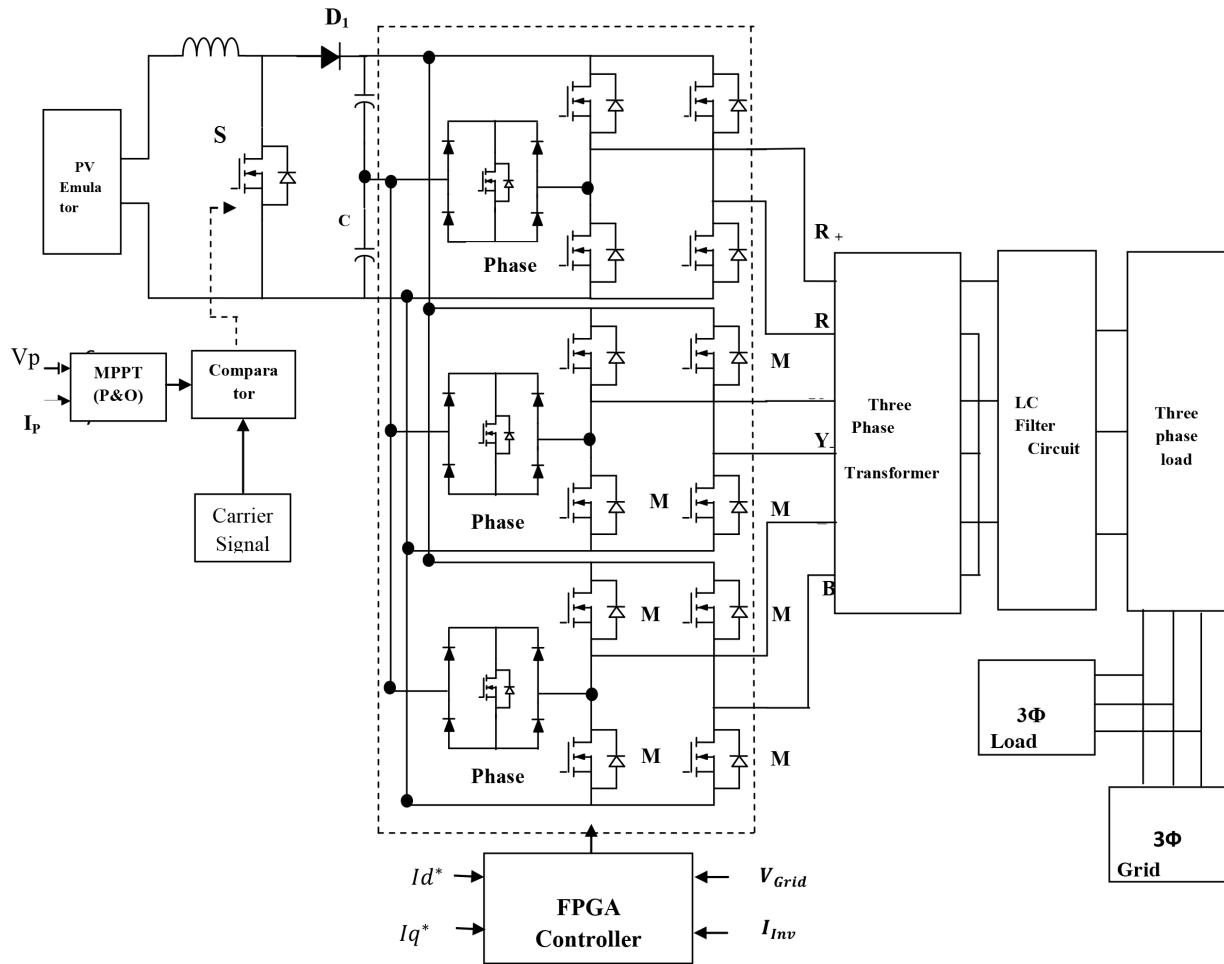 D1
S
PV
Emula
tor
C
Phase
R +
R
Vp
IP
MPPT
(P&O)
Compara
tor
Carrier
Signal
M
Three
Phase
Transformer
LC
Filter
Circuit
Three
phase
load
Y-
M
M
Phase
B
M
M
3Φ
Load
M
M
Phase
3Φ
Grid
Id*
Iq*
FPGA
Controller
VGrid
IInv